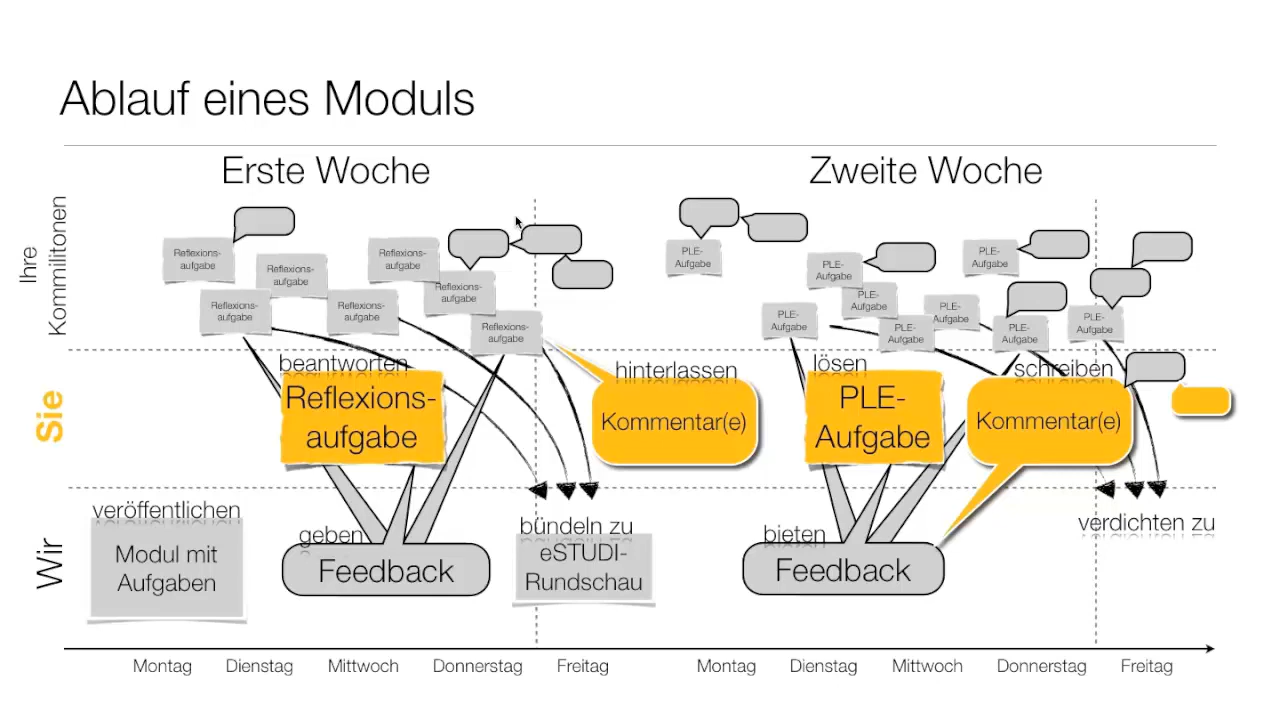 Ablauf eines Moduls
Erste Woche
Zweite Woche
Ihre
Kommilitonen
Reflexions-
aufgabe
Reflexions-
aufgabe
Reflexions-
aufgabe
Reflexions-
aufgabe
Reflexions-
aufgabe
Reflexions-
aufgabe
Reflexions-
aufgabe
PLE-
Aufgabe
PLE-
Aufgabe
PLE-
Aufgabe
PLE-
Aufgabe
PLE-
Aufgabe
PLE-
Aufgabe
PLE-
Aufgabe
PLE-
Aufgabe
PLE-
Aufgabe
Sie
beantworten
Reflexions-
aufgabe
hinterlassen
Kommentar(e)
lösen
PLE-
Aufgabe
schreiben
Kommentar(e)
Wir
veröffentlichen
Modul mit
Aufgaben
geben
Feedback
bündeln zu
eSTUDI-
Rundschau
bieten
Feedback
verdichten zu
Montag
Dienstag
Mittwoch
Donnerstag
Freitag
Montag
Dienstag
Mittwoch
Donnerstag
Freitag